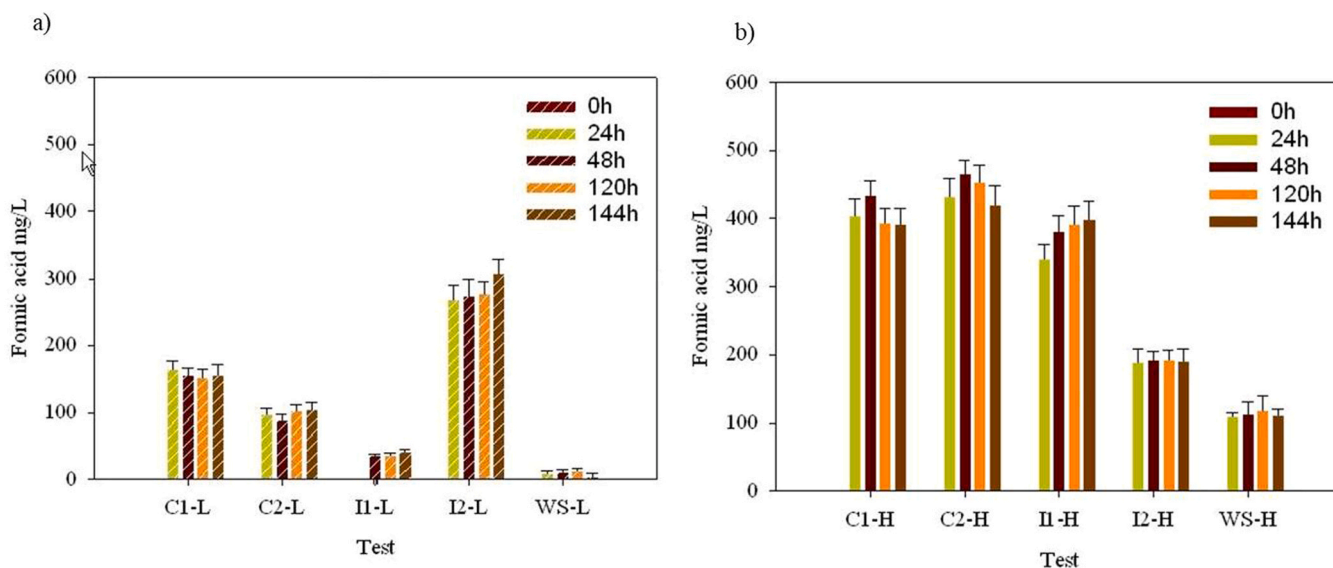 a)
600
500
400
300
200
100
0
Formic acid mg/L
0h
24h
48h
120h
144h
C1-L C2-L I1-L I2-L WS-L
Test
b)
600
500
400
300
200
100
0
Formic acid mg/L
0h
24h
48h
120h
144h
C1-H C2-H I1-H I2-H WS-H
Test